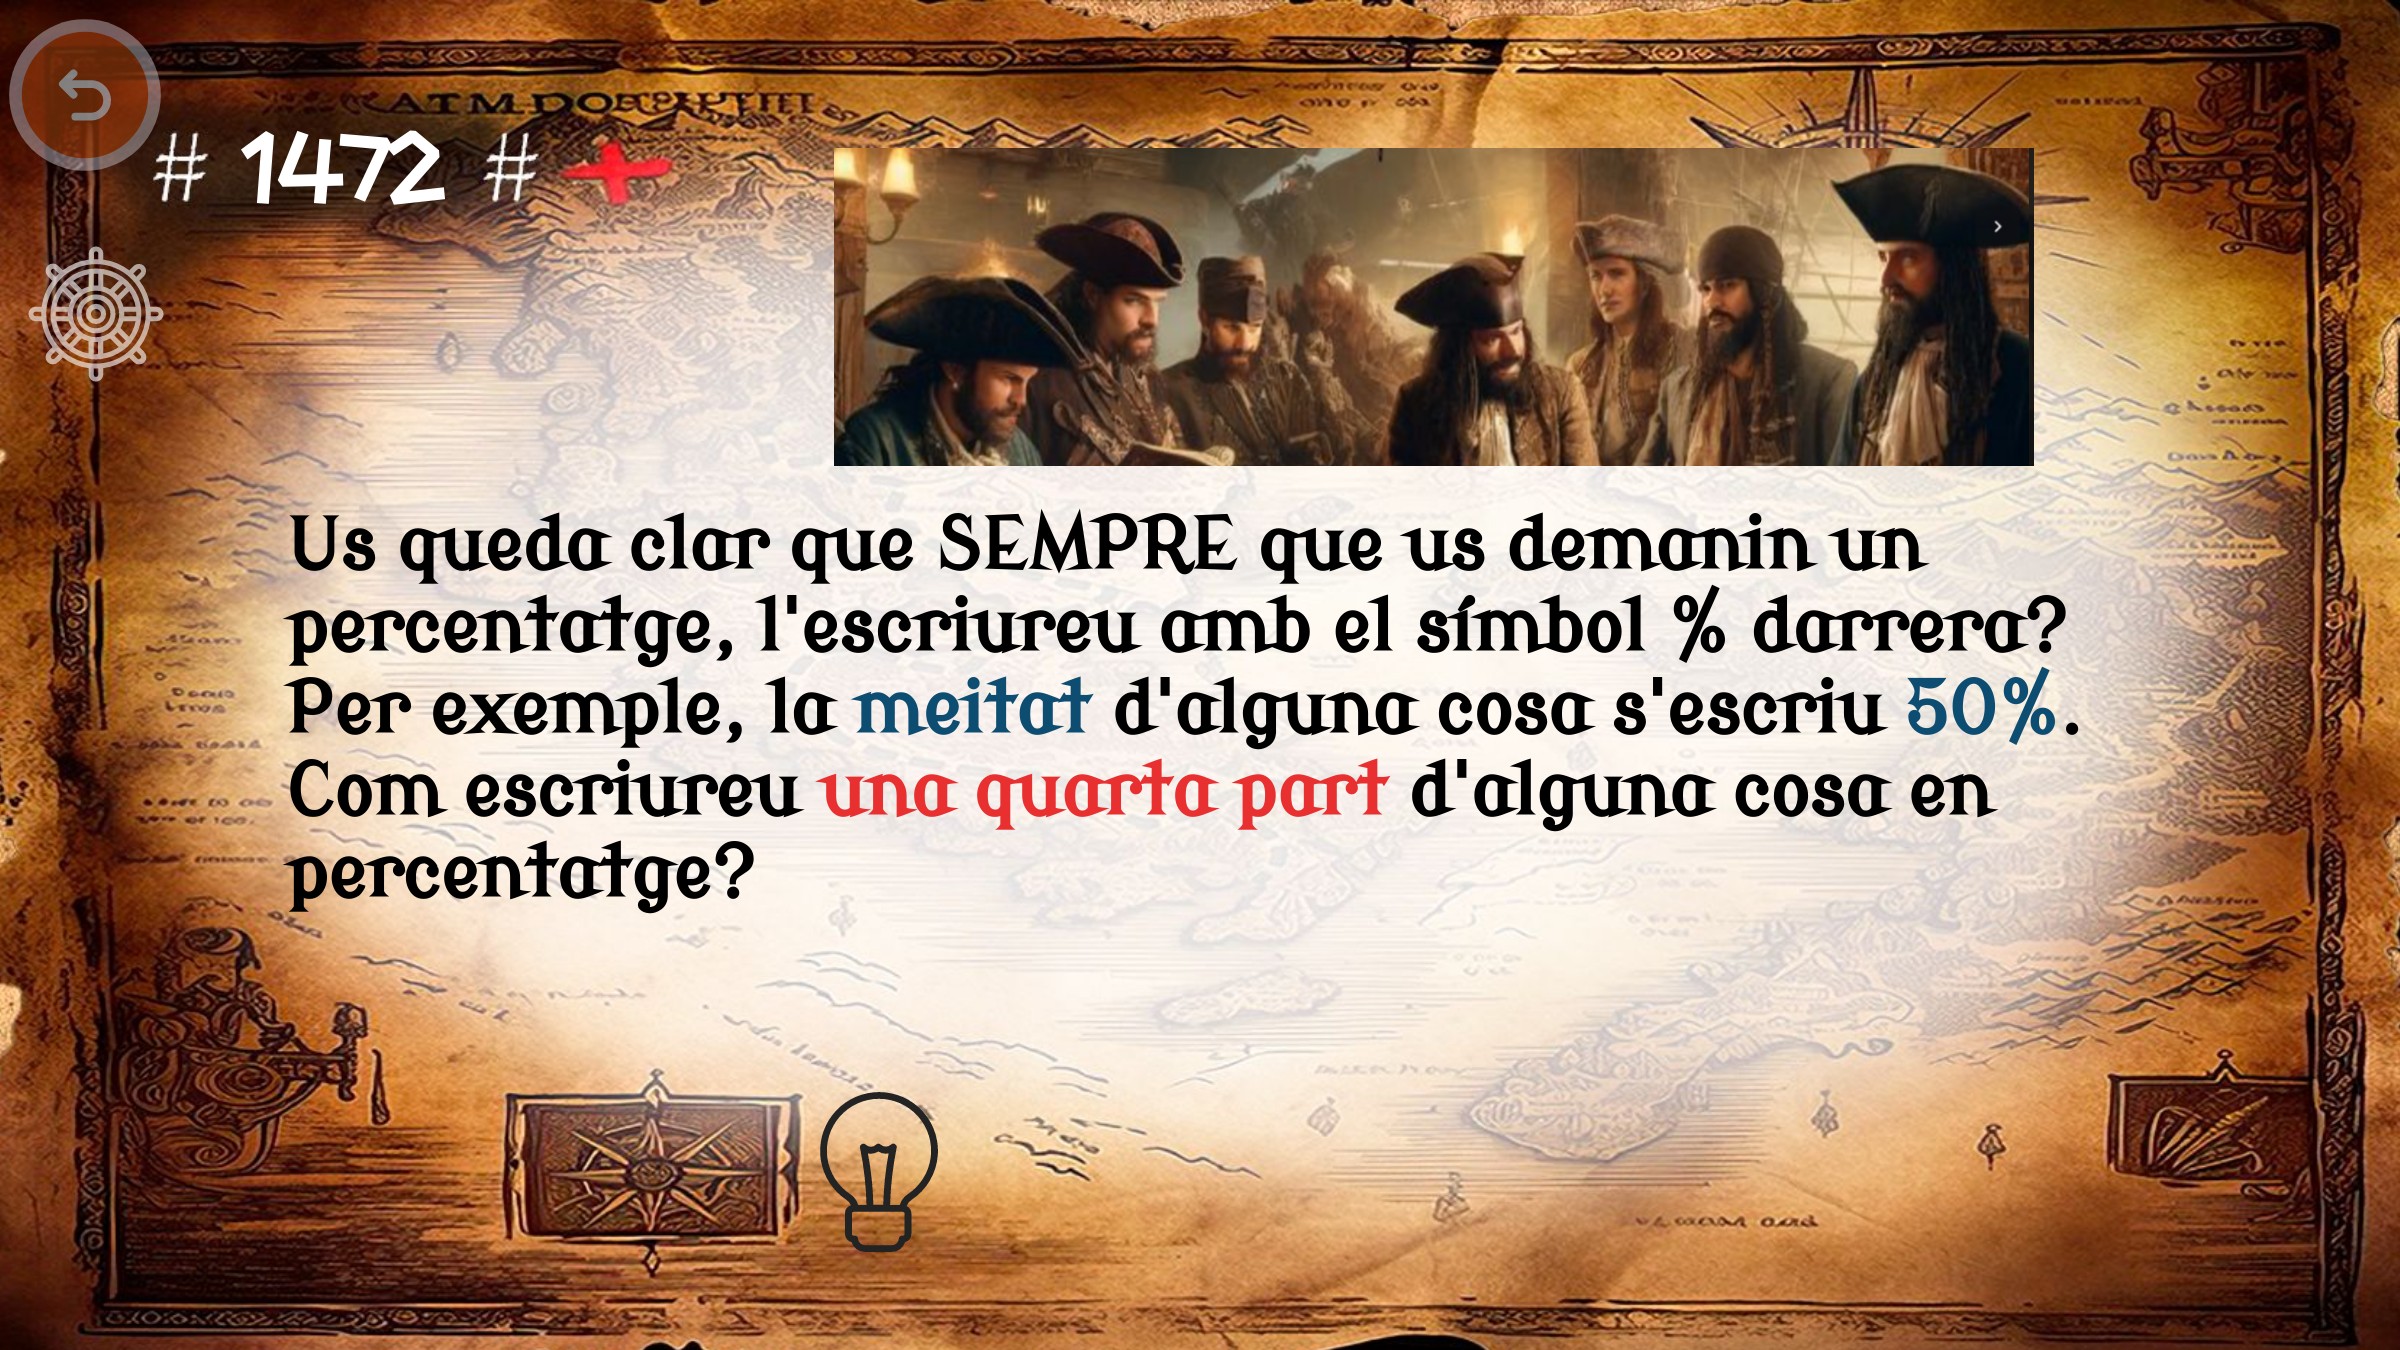 # 1472 #
Us queda clar que SEMPRE que us demanin un
percentatge, l'escriureu amb el símbol % darrera?
Per exemple, la meitat d'alguna cosa s'escriu 50%.
Com escriureu una quarta part d'alguna cosa en
percentatge?